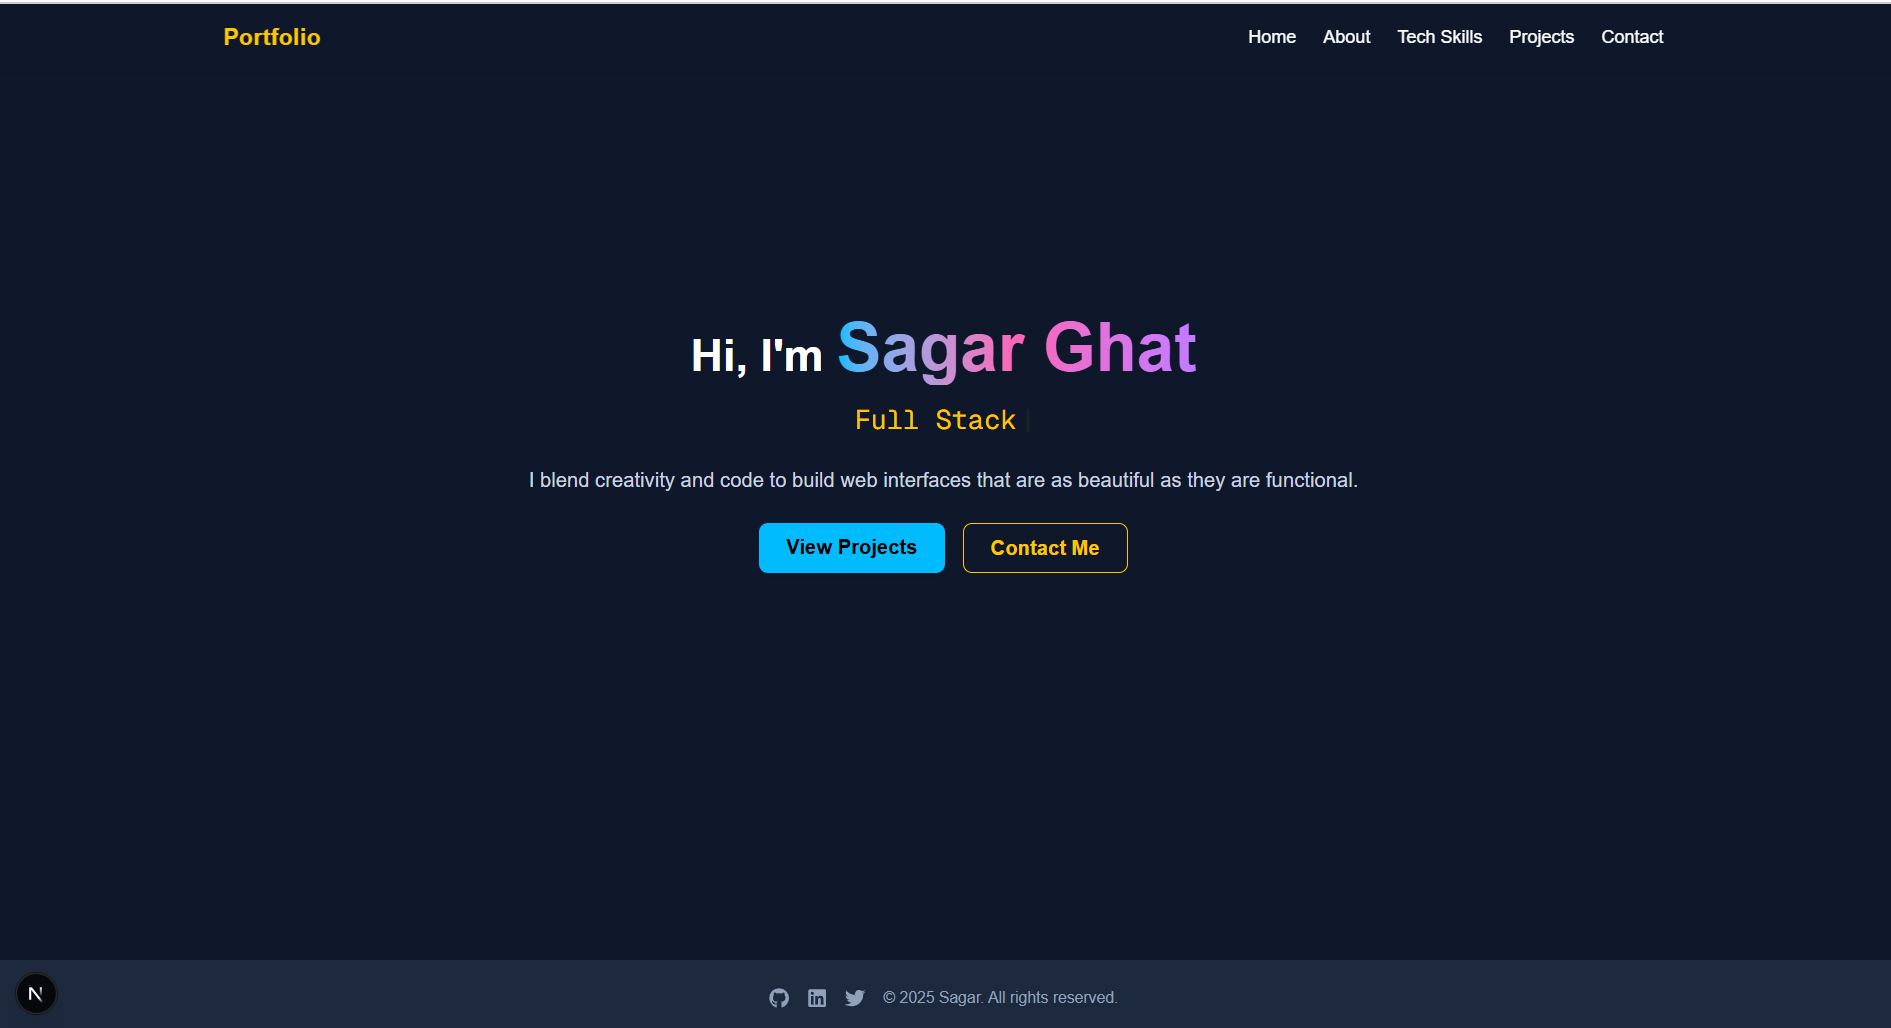 Portfolio
Home About Tech Skills Projects Contact
Hi, I'm Sagar Ghat
Full Stack
I blend creativity and code to build web interfaces that are as beautiful as they are functional.
View Projects
Contact Me
N
in
© 2025 Sagar. All rights reserved.